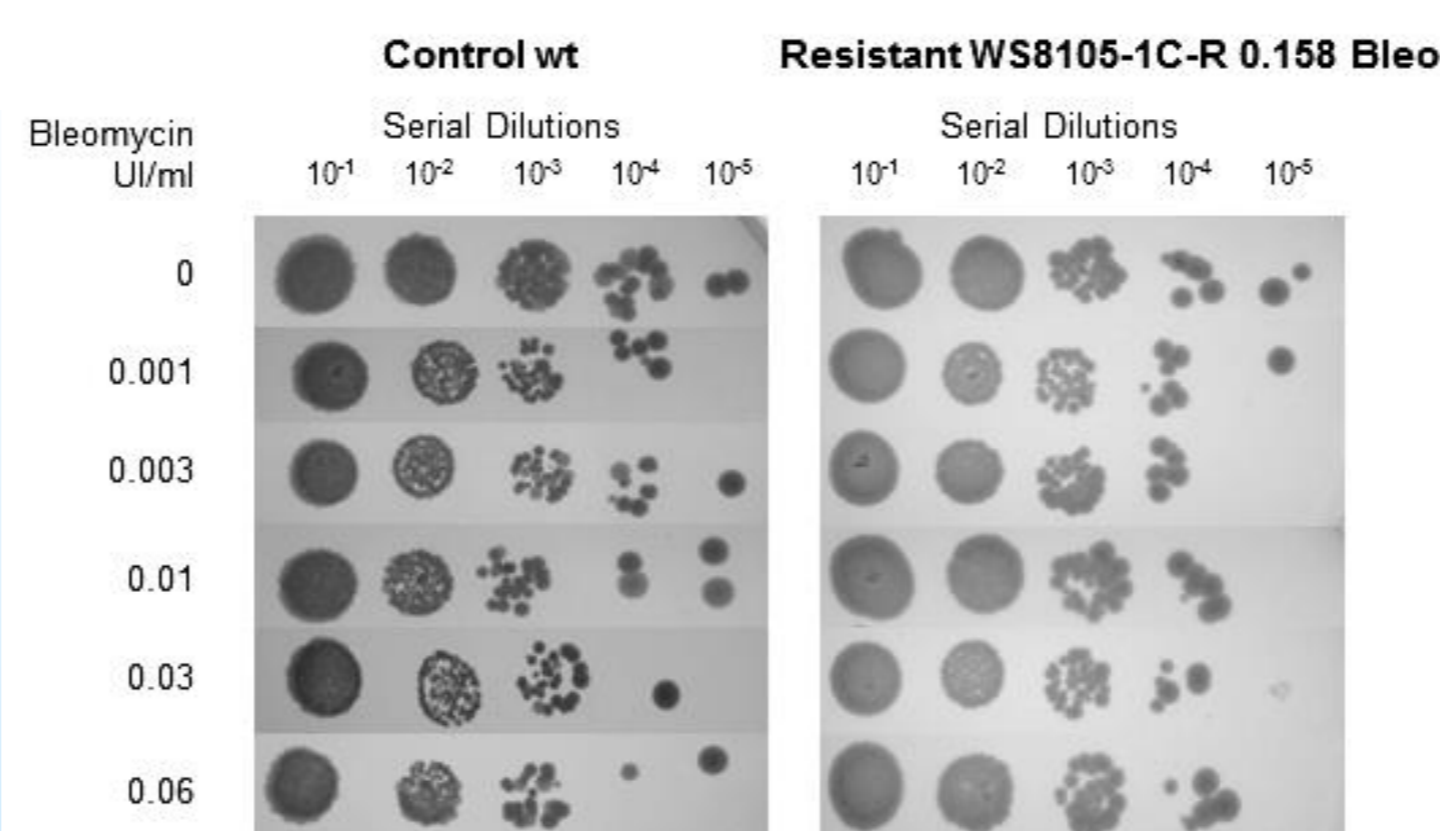 Control wt
Resistant WS8105-1C-R 0.158 Bleo
Bleomycin
UI/ml
Serial Dilutions
10⁻¹ 10⁻² 10⁻³ 10⁻⁴ 10⁻⁵
Serial Dilutions
10⁻¹ 10⁻² 10⁻³ 10⁻⁴ 10⁻⁵
0
0.001
0.003
0.01
0.03
0.06